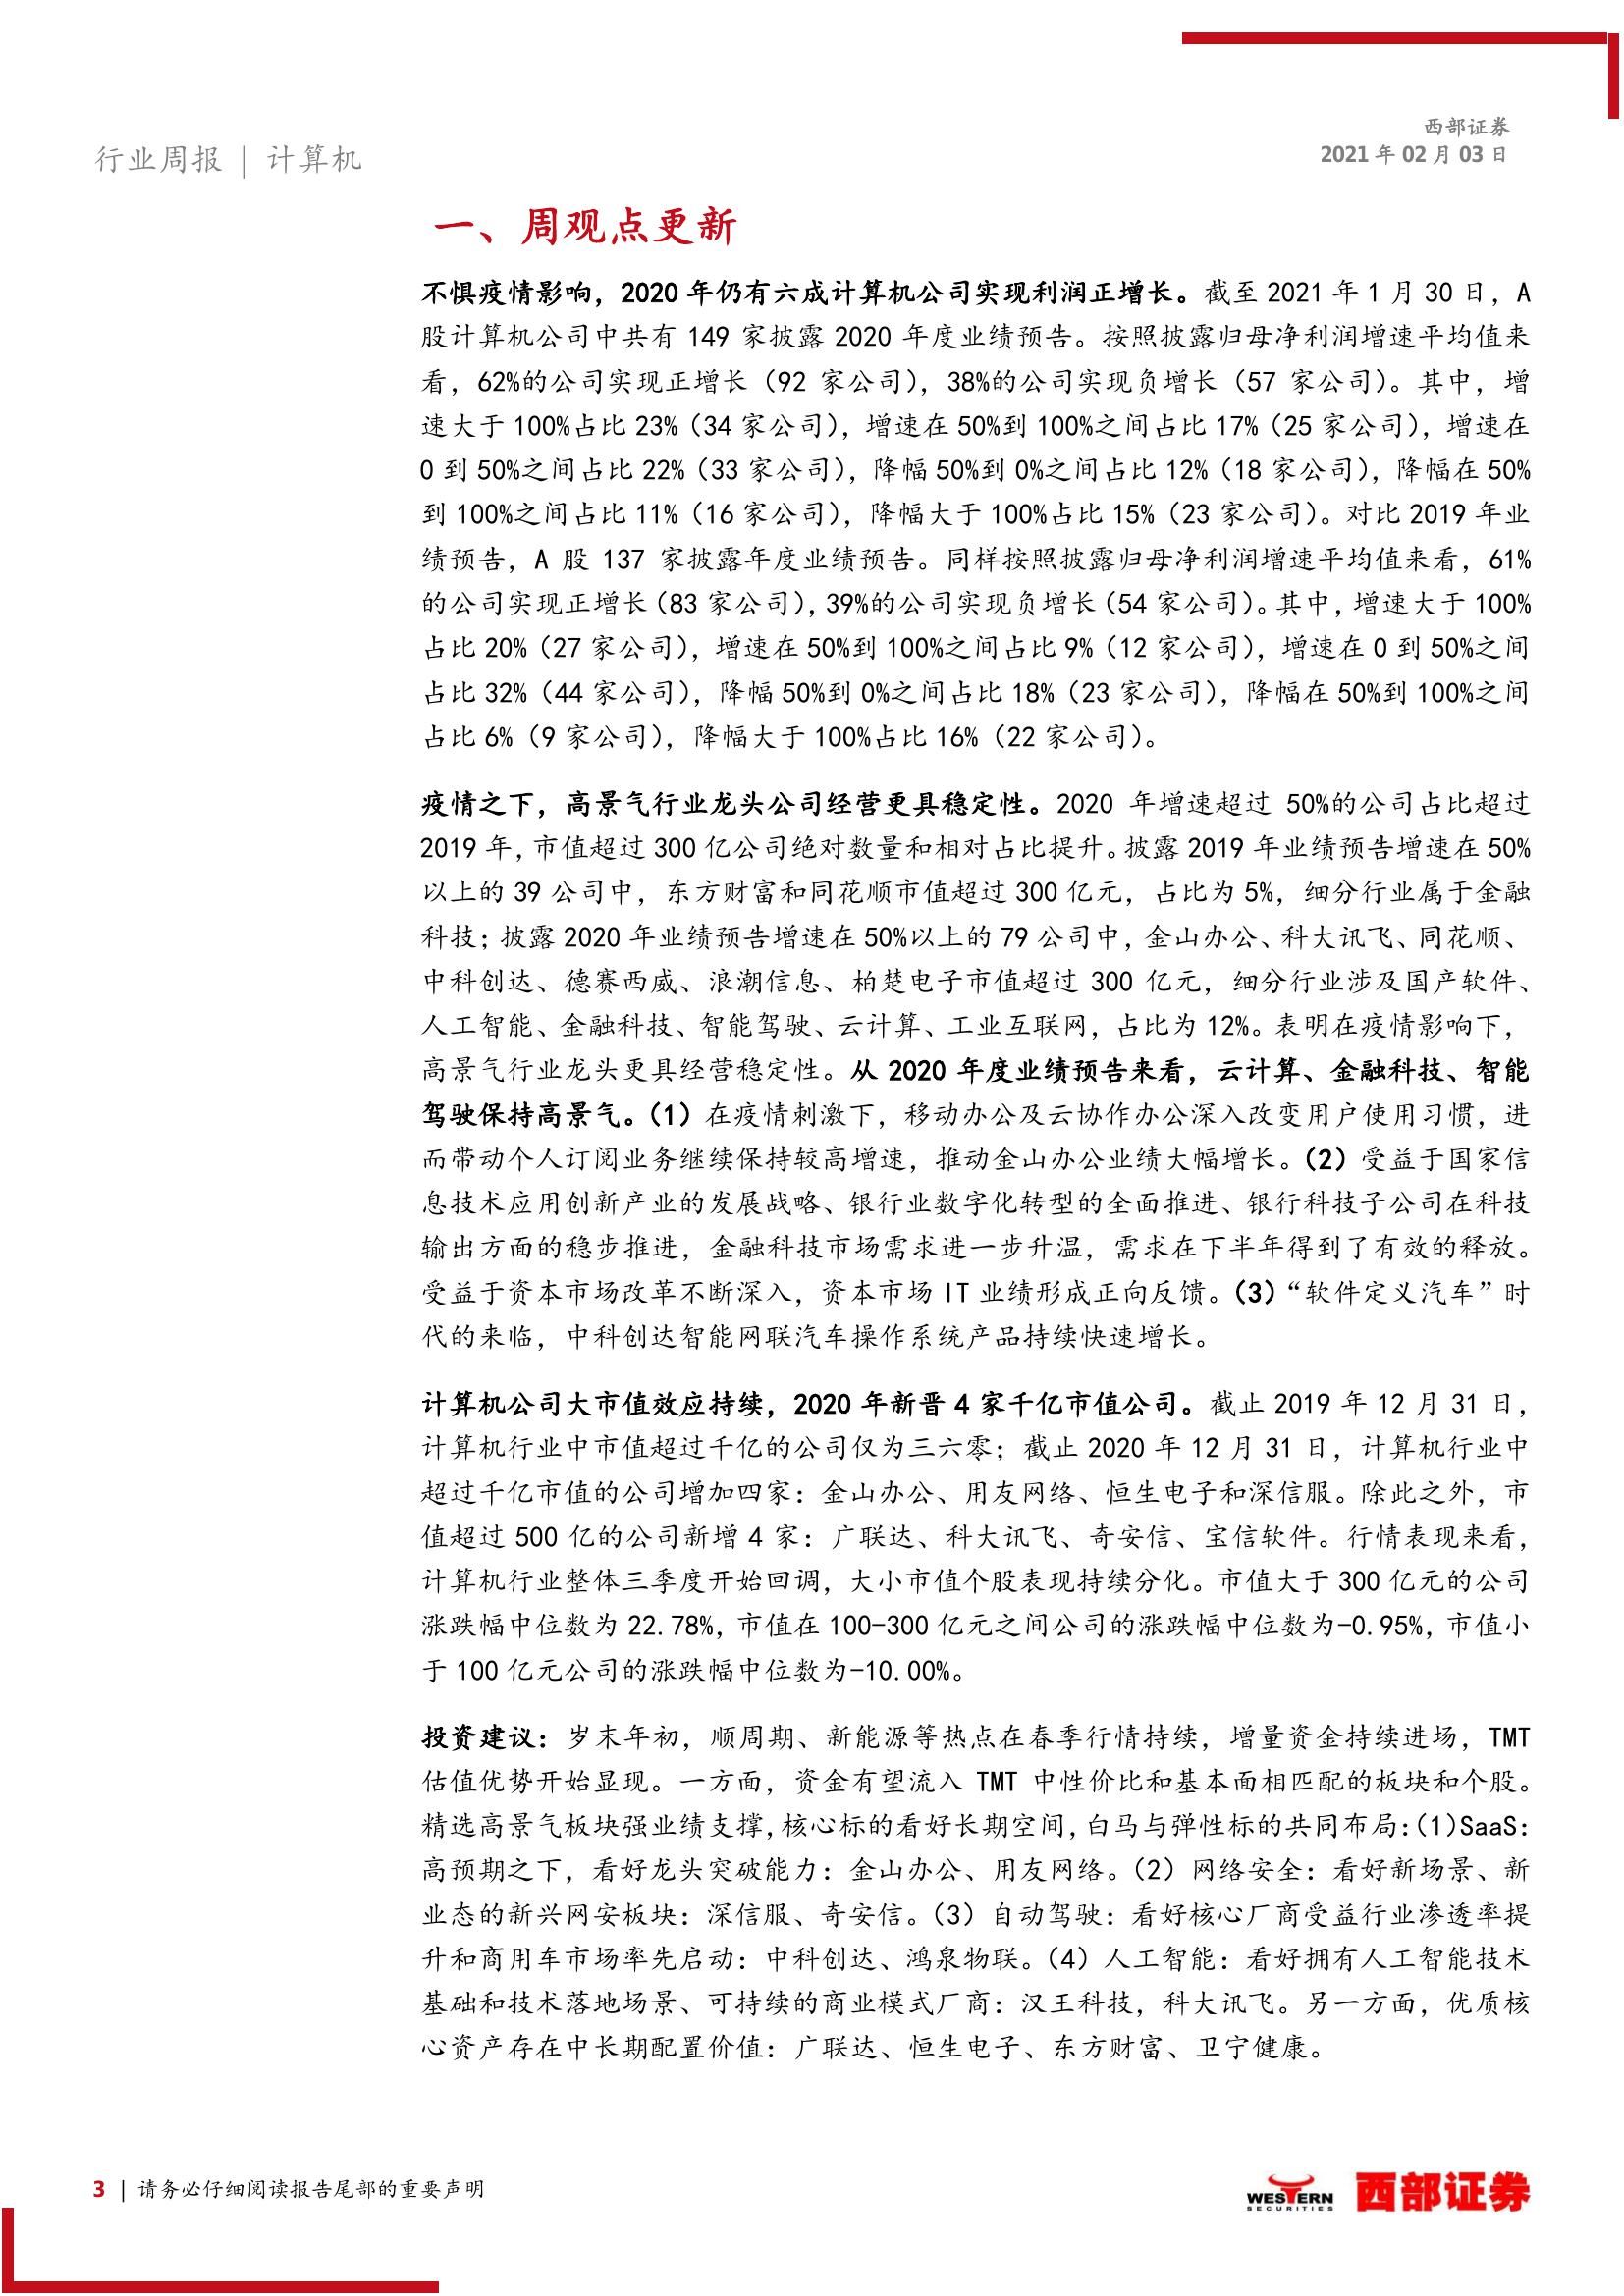 西部证券
2021 年 02 月 03 日
行业周报 | 计算机
一、周观点更新
不惧疫情影响，2020 年仍有六成计算机公司实现利润正增长。截至 2021 年 1 月 30 日，A
股计算机公司中共有 149 家披露 2020 年度业绩预告。按照披露归母净利润增速平均值来
看，62%的公司实现正增长（92 家公司），38%的公司实现负增长（57 家公司）。其中，增
速大于 100%占比 23%（34 家公司），增速在 50%到 100%之间占比 17%（25 家公司），增速在
0 到 50%之间占比 22%（33 家公司），降幅 50%到 0%之间占比 12%（18 家公司），降幅在 50%
到 100%之间占比 11%（16 家公司），降幅大于 100%占比 15%（23 家公司）。对比 2019 年业
绩预告，A 股 137 家披露年度业绩预告。同样按照披露归母净利润增速平均值来看，61%
的公司实现正增长（83 家公司），39%的公司实现负增长（54 家公司）。其中，增速大于 100%
占比 20%（27 家公司），增速在 50%到 100%之间占比 9%（12 家公司），增速在 0 到 50%之间
占比 32%（44 家公司），降幅 50%到 0%之间占比 18%（23 家公司），降幅在 50%到 100%之间
占比 6%（9 家公司），降幅大于 100%占比 16%（22 家公司）。
疫情之下，高景气行业龙头公司经营更具稳定性。2020 年增速超过 50%的公司占比超过
2019 年，市值超过 300 亿公司绝对数量和相对占比提升。披露 2019 年业绩预告增速在 50%
以上的 39 公司中，东方财富和同花顺市值超过 300 亿元，占比为 5%，细分行业属于金融
科技；披露 2020 年业绩预告增速在 50%以上的 79 公司中，金山办公、科大讯飞、同花顺、
中科创达、德赛西威、浪潮信息、柏楚电子市值超过 300 亿元，细分行业涉及国产软件、
人工智能、金融科技、智能驾驶、云计算、工业互联网，占比为 12%。表明在疫情影响下，
高景气行业龙头更具经营稳定性。从 2020 年度业绩预告来看，云计算、金融科技、智能
驾驶保持高景气。（1）在疫情刺激下，移动办公及云协作办公深入改变用户使用习惯，进
而带动个人订阅业务继续保持较高增速，推动金山办公业绩大幅增长。（2）受益于国家信
息技术应用创新产业的发展战略、银行业数字化转型的全面推进、银行科技子公司在科技
输出方面的稳步推进，金融科技市场需求进一步升温，需求在下半年得到了有效的释放。
受益于资本市场改革不断深入，资本市场 IT 业绩形成正向反馈。（3）“软件定义汽车”时
代的来临，中科创达智能网联汽车操作系统产品持续快速增长。
计算机公司大市值效应持续，2020 年新晋 4 家千亿市值公司。截止 2019 年 12 月 31 日，
计算机行业中市值超过千亿的公司仅为三六零；截止 2020 年 12 月 31 日，计算机行业中
超过千亿市值的公司增加四家：金山办公、用友网络、恒生电子和深信服。除此之外，市
值超过 500 亿的公司新增 4 家：广联达、科大讯飞、奇安信、宝信软件。行情表现来看，
计算机行业整体三季度开始回调，大小市值个股表现持续分化。市值大于 300 亿元的公司
涨跌幅中位数为 22.78%，市值在 100-300 亿元之间公司的涨跌幅中位数为-0.95%，市值小
于 100 亿元公司的涨跌幅中位数为-10.00%。
投资建议：岁末年初，顺周期、新能源等热点在春季行情持续，增量资金持续进场，TMT
估值优势开始显现。一方面，资金有望流入 TMT 中性价比和基本面相匹配的板块和个股。
精选高景气板块强业绩支撑，核心标的看好长期空间，白马与弹性标的共同布局：（1）SaaS：
高预期之下，看好龙头突破能力：金山办公、用友网络。（2）网络安全：看好新场景、新
业态的新兴网安板块：深信服、奇安信。（3）自动驾驶：看好核心厂商受益行业渗透率提
升和商用车市场率先启动：中科创达、鸿泉物联。（4）人工智能：看好拥有人工智能技术
基础和技术落地场景、可持续的商业模式厂商：汉王科技，科大讯飞。另一方面，优质核
心资产存在中长期配置价值：广联达、恒生电子、东方财富、卫宁健康。
3 | 请务必仔细阅读报告尾部的重要声明
WESTERN
SECURITIES
西部证券